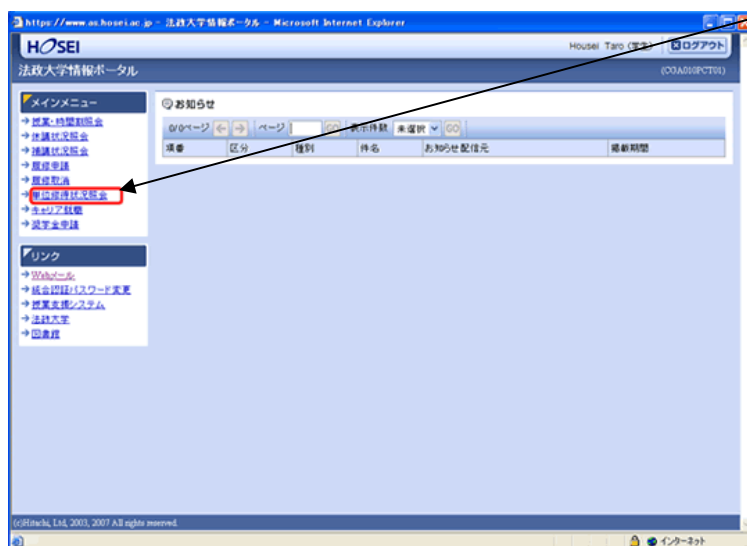 https://www.as.hosei.ac.jp - 法政大学情報ポータル - Microsoft Internet Explorer
HOSEI
Housei Taro (学生)
ログアウト
法政大学情報ポータル
(COA010PCT01)
メインメニュー
→授業・時間割照会
→休講状況照会
→補講状況照会
→履修申請
→履修取消
→単位修得状況照会
→キャリア就職
→奨学金申請
お知らせ
0/0ページ ← → ページ GO 表示件数 未選択 GO
項番 区分 種別 件名 お知らせ配信元 掲載期間
リンク
→Webメール
→統合認証パスワード変更
→授業支援システム
→法政大学
→図書館
(c)Hitachi, Ltd, 2003, 2007 All rights reserved.
インターネット